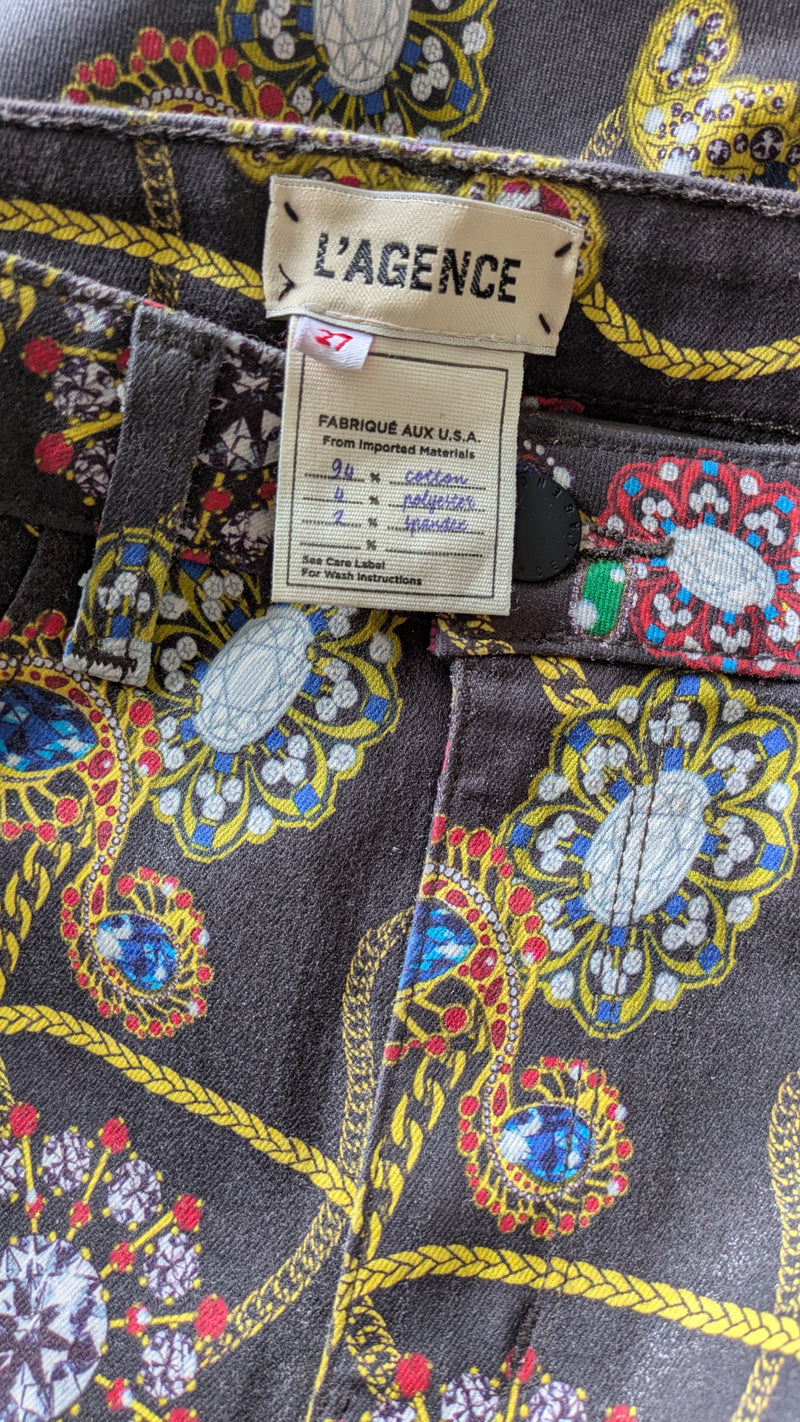 L'AGENCE
27
FABRIQUÉ AUX U.S.A.
From Imported Materials
94 % cotton
4 % polyester
2 % spandex
%
See Care Label
For Wash Instructions